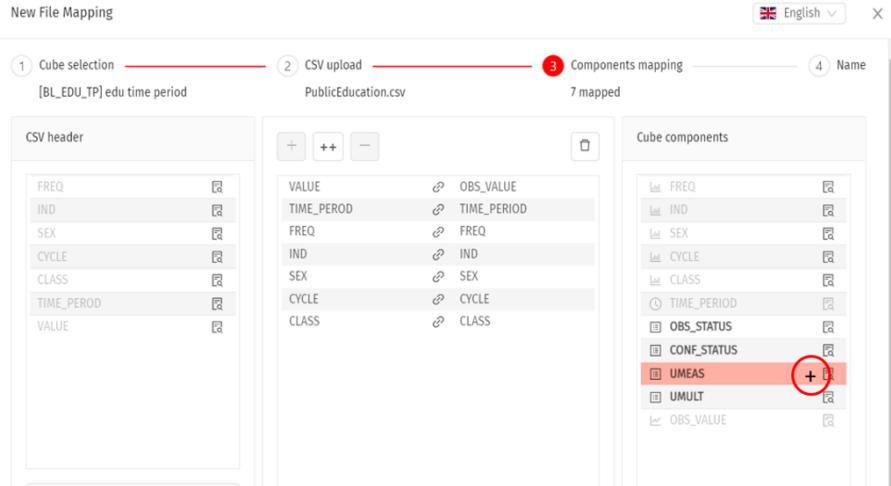 New File Mapping
English
1 Cube selection
2 CSV upload
3 Components mapping
4 Name
[BL_EDU_TP] edu time period
PublicEducation.csv
7 mapped
CSV header
FREQ
IND
SEX
CYCLE
CLASS
TIME_PEROD
VALUE
+ ++ −
VALUE OBS_VALUE
TIME_PEROD TIME_PERIOD
FREQ FREQ
IND IND
SEX SEX
CYCLE CYCLE
CLASS CLASS
Cube components
FREQ
IND
SEX
CYCLE
CLASS
TIME_PERIOD
OBS_STATUS
CONF_STATUS
UMEAS +
UMULT
OBS_VALUE